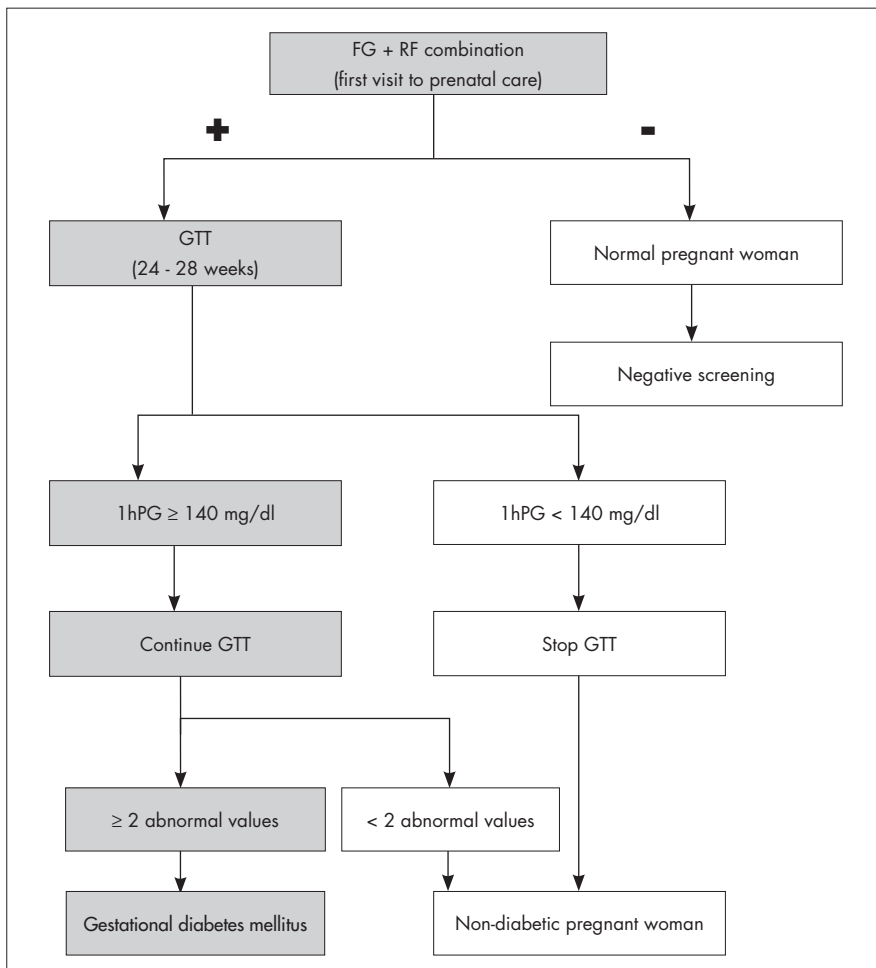 FG + RF combination
(first visit to prenatal care)
+
-
GTT
(24 - 28 weeks)
Normal pregnant woman
Negative screening
1hPG ≥ 140 mg/dl
1hPG < 140 mg/dl
Continue GTT
Stop GTT
≥ 2 abnormal values
< 2 abnormal values
Gestational diabetes mellitus
Non-diabetic pregnant woman